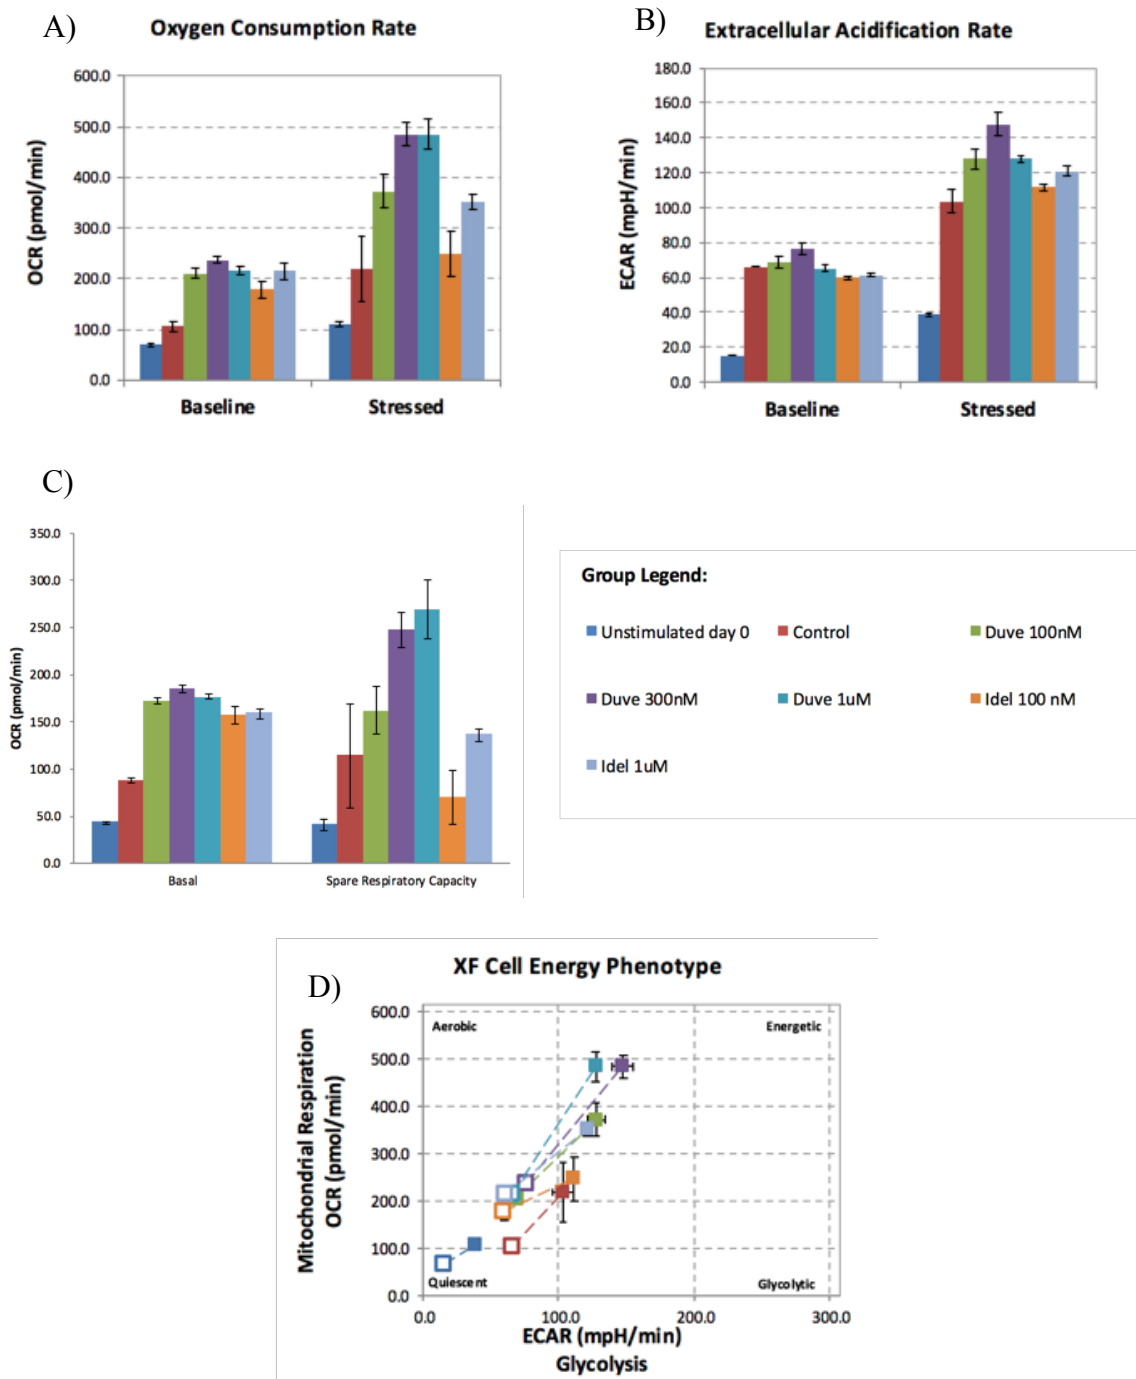 A)
Oxygen Consumption Rate
OCR (pmol/min)
600.0
500.0
400.0
300.0
200.0
100.0
0.0
Baseline
Stressed
B)
Extracellular Acidification Rate
ECAR (mpH/min)
180.0
160.0
140.0
120.0
100.0
80.0
60.0
40.0
20.0
0.0
Baseline
Stressed
C)
OCR (pmol/min)
350.0
300.0
250.0
200.0
150.0
100.0
50.0
0.0
Basal
Spare Respiratory Capacity
Group Legend:
Unstimulated day 0
Control
Duve 100nM
Duve 300nM
Duve 1uM
Idel 100 nM
Idel 1uM
D)
XF Cell Energy Phenotype
Mitochondrial Respiration
OCR (pmol/min)
600.0
500.0
400.0
300.0
200.0
100.0
0.0
Aerobic
Energetic
Quiescent
Glycolytic
0.0
100.0
200.0
300.0
ECAR (mpH/min)
Glycolysis